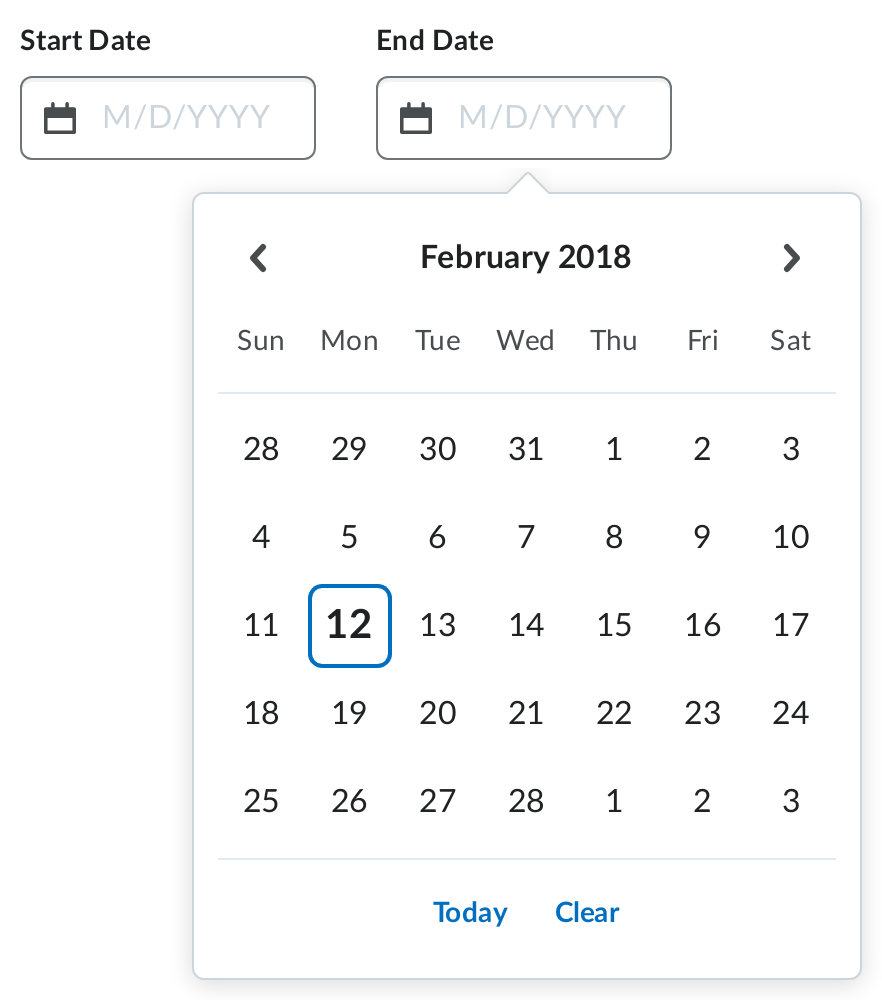 Start Date End Date
M/D/YYYY M/D/YYYY
February 2018
Sun Mon Tue Wed Thu Fri Sat
28 29 30 31 1 2 3
4 5 6 7 8 9 10
11 12 13 14 15 16 17
18 19 20 21 22 23 24
25 26 27 28 1 2 3
Today Clear